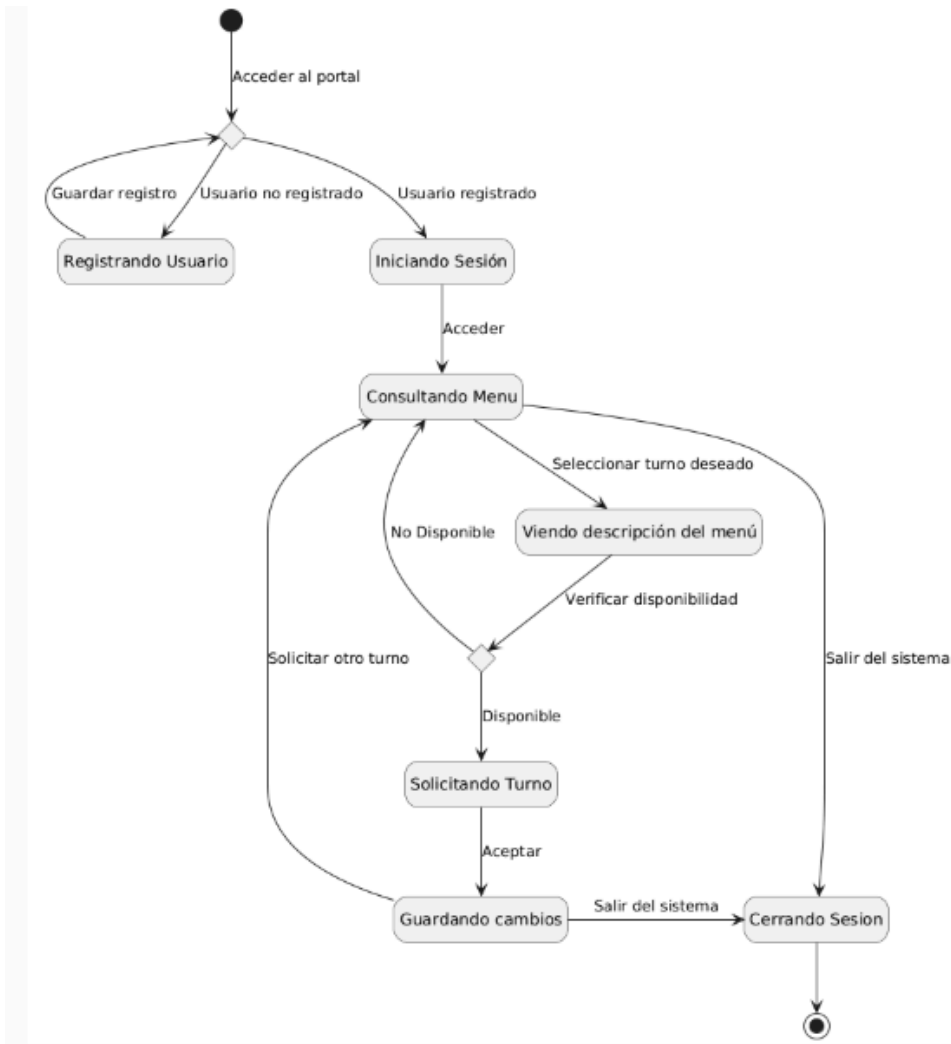 Acceder al portal
Guardar registro
Usuario no registrado
Usuario registrado
Registrando Usuario
Iniciando Sesión
Acceder
Consultando Menu
Seleccionar turno deseado
No Disponible
Viendo descripción del menú
Verificar disponibilidad
Solicitar otro turno
Salir del sistema
Disponible
Solicitando Turno
Aceptar
Guardando cambios
Salir del sistema
Cerrando Sesion